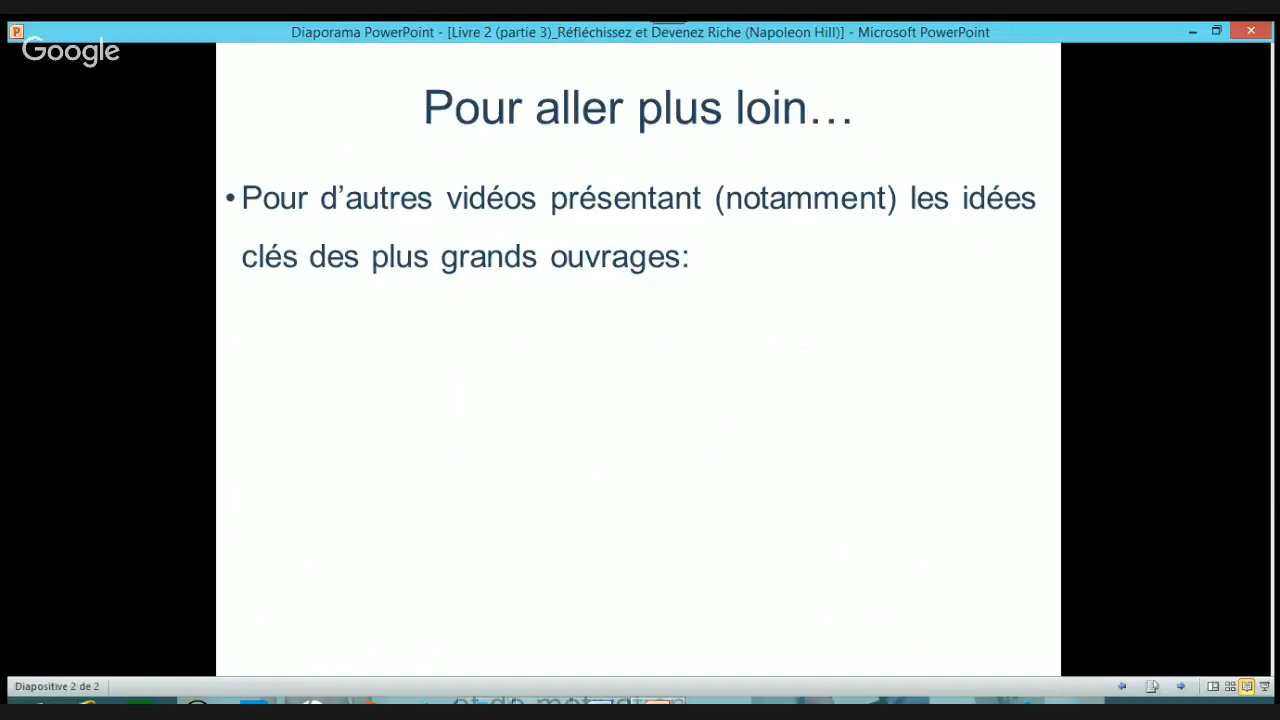 Diaporama PowerPoint - [Livre 2 (partie 3)_Réfléchissez et Devenez Riche (Napoleon Hill)] - Microsoft PowerPoint
Google
Pour aller plus loin…
•Pour d’autres vidéos présentant (notamment) les idées
clés des plus grands ouvrages:
Diapositive 2 de 2